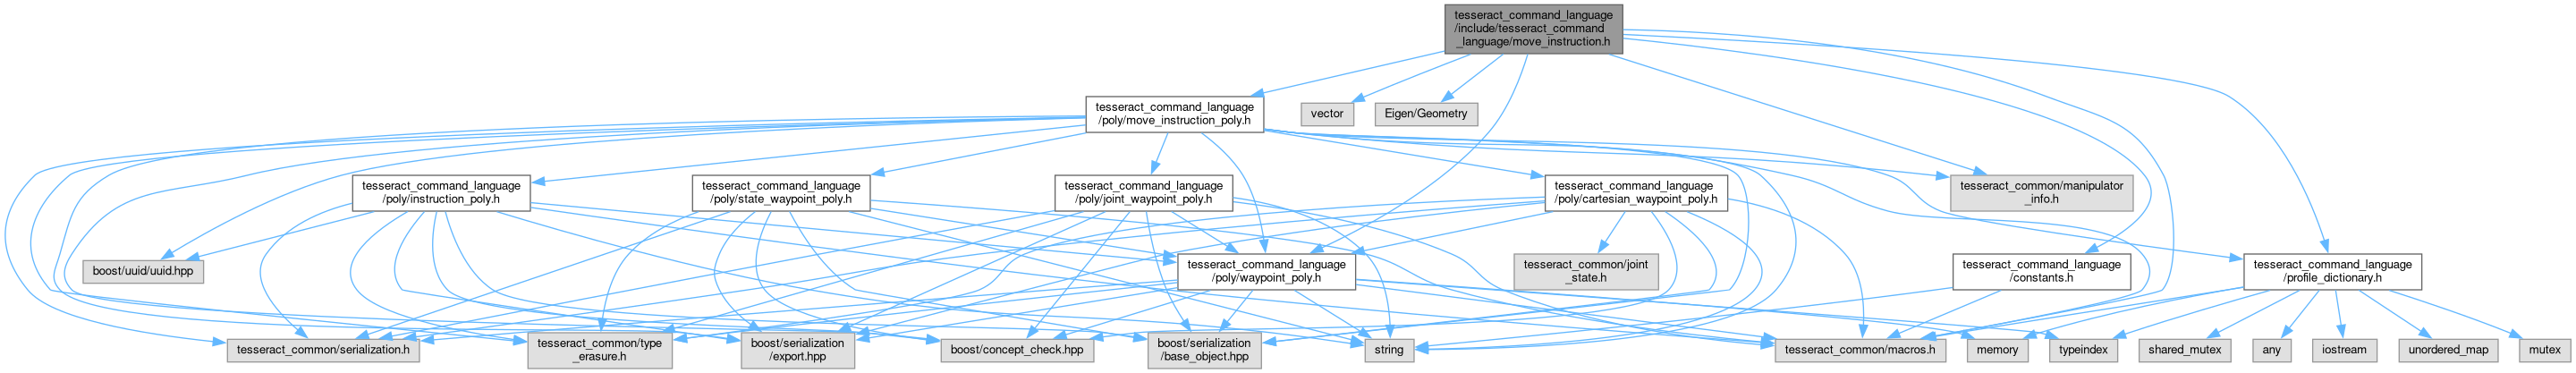 tesseract_command_language
/include/tesseract_command
_language/move_instruction.h
tesseract_command_language
/poly/move_instruction_poly.h
vector
Eigen/Geometry
tesseract_command_language
/poly/instruction_poly.h
tesseract_command_language
/poly/state_waypoint_poly.h
tesseract_command_language
/poly/joint_waypoint_poly.h
tesseract_command_language
/poly/cartesian_waypoint_poly.h
tesseract_common/manipulator
_info.h
boost/uuid/uuid.hpp
tesseract_command_language
/poly/waypoint_poly.h
tesseract_common/joint
_state.h
tesseract_command_language
/constants.h
tesseract_command_language
/profile_dictionary.h
tesseract_common/serialization.h
tesseract_common/type
_erasure.h
boost/serialization
/export.hpp
boost/concept_check.hpp
boost/serialization
/base_object.hpp
string
tesseract_common/macros.h
memory
typeindex
shared_mutex
any
iostream
unordered_map
mutex